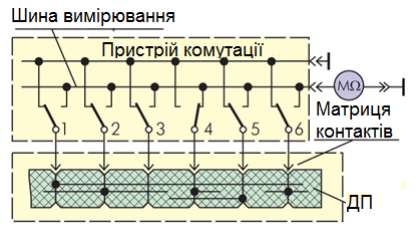 Шина вимірювання
Пристрій комутації
MΩ
Матриця
контактів
1 2 3 4 5 6
ДП